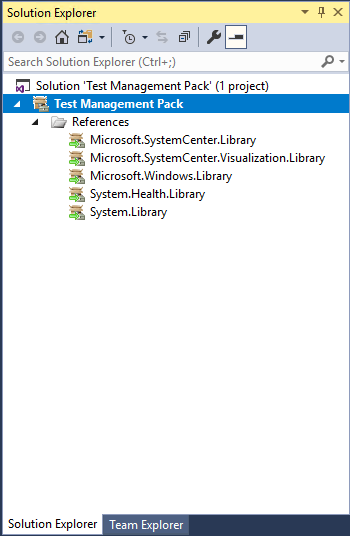 Solution Explorer
Search Solution Explorer (Ctrl+;)
Solution 'Test Management Pack' (1 project)
Test Management Pack
References
Microsoft.SystemCenter.Library
Microsoft.SystemCenter.Visualization.Library
Microsoft.Windows.Library
System.Health.Library
System.Library
Solution Explorer Team Explorer